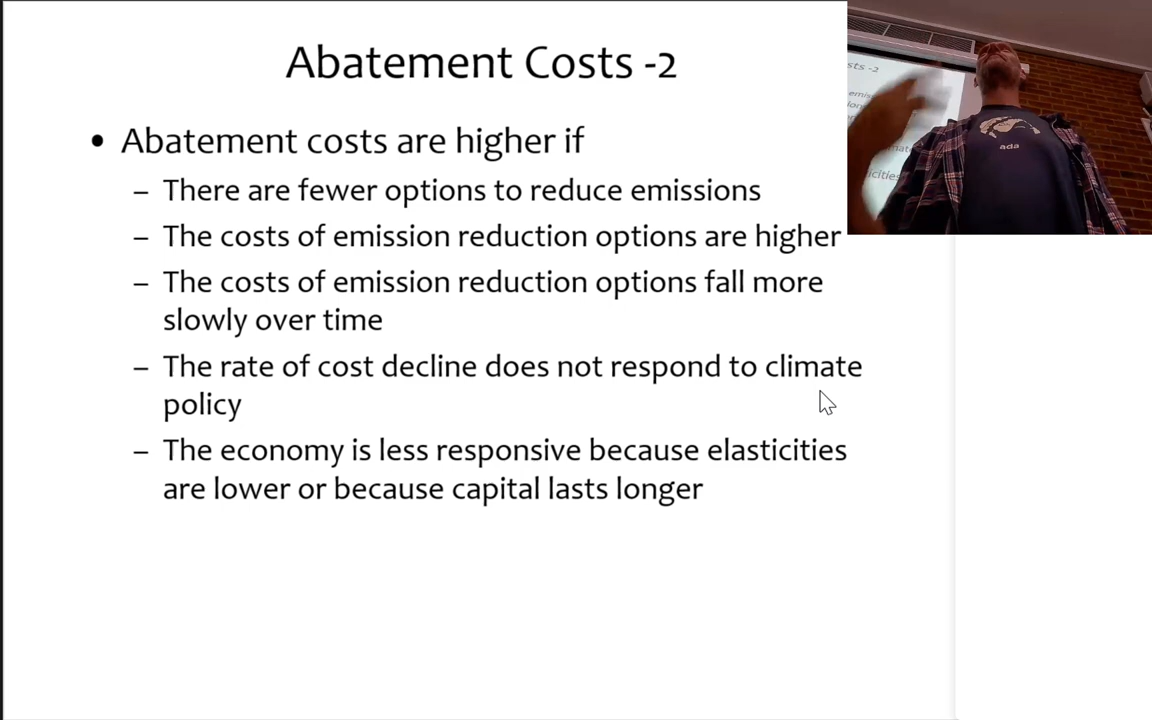 Abatement Costs -2
• Abatement costs are higher if
– There are fewer options to reduce emissions
– The costs of emission reduction options are higher
– The costs of emission reduction options fall more
slowly over time
– The rate of cost decline does not respond to climate
policy
– The economy is less responsive because elasticities
are lower or because capital lasts longer
sts -2
ada